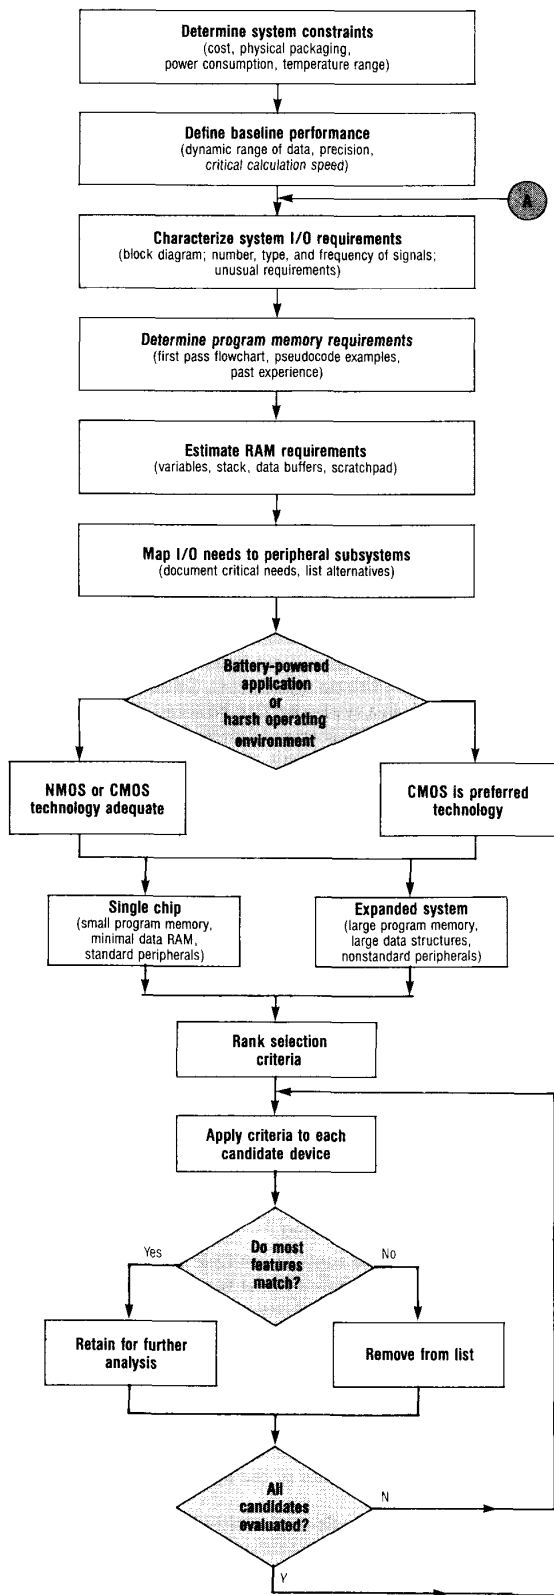 Determine system constraints
(cost, physical packaging,
power consumption, temperature range)
Define baseline performance
(dynamic range of data, precision,
critical calculation speed)
A
Characterize system I/O requirements
(block diagram; number, type, and frequency of signals;
unusual requirements)
Determine program memory requirements
(first pass flowchart, pseudocode examples,
past experience)
Estimate RAM requirements
(variables, stack, data buffers, scratchpad)
Map I/O needs to peripheral subsystems
(document critical needs, list alternatives)
Battery-powered
application
or
harsh operating
environment
NMOS or CMOS
technology adequate
CMOS is preferred
technology
Single chip
(small program memory,
minimal data RAM,
standard peripherals)
Expanded system
(large program memory,
large data structures,
nonstandard peripherals)
Rank selection
criteria
Apply criteria to each
candidate device
Yes
Do most
features
match?
No
Retain for further
analysis
Remove from list
All
candidates
evaluated?
N
Y